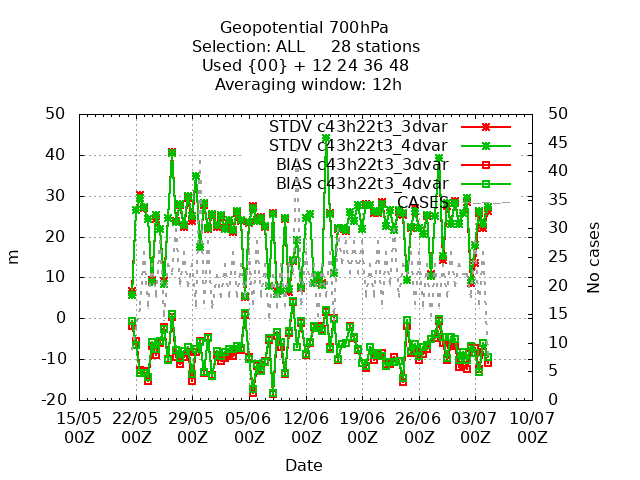 Geopotential 700hPa
Selection: ALL 28 stations
Used {00} + 12 24 36 48
Averaging window: 12h
STDV c43h22t3_3dvar
STDV c43h22t3_4dvar
BIAS c43h22t3_3dvar
BIAS c43h22t3_4dvar
CASES
50
40
30
20
10
0
-10
-20
m
50
45
40
35
30
25
20
15
10
5
0
No cases
15/05 22/05 29/05 05/06 12/06 19/06 26/06 03/07 10/07
00Z 00Z 00Z 00Z 00Z 00Z 00Z 00Z 00Z
Date